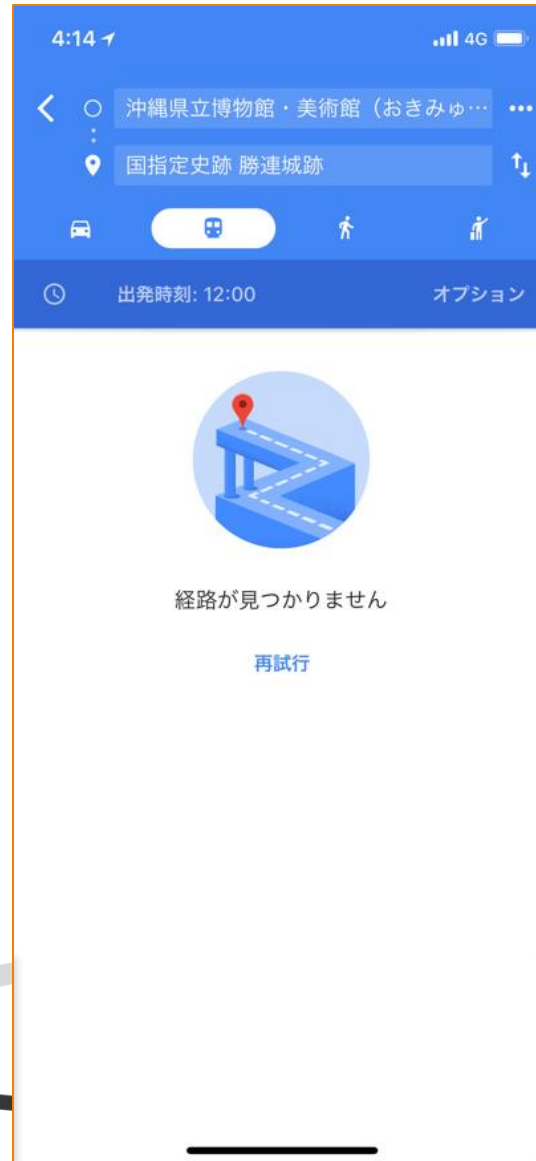 4:14
4G
沖縄県立博物館・美術館（おきみゅ…
国指定史跡 勝連城跡
出発時刻: 12:00
オプション
経路が見つかりません
再試行